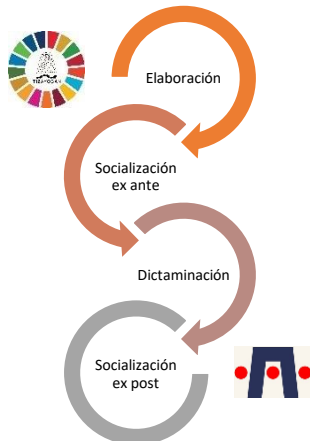 Elaboración
Socialización
ex ante
Dictaminación
Socialización
ex post